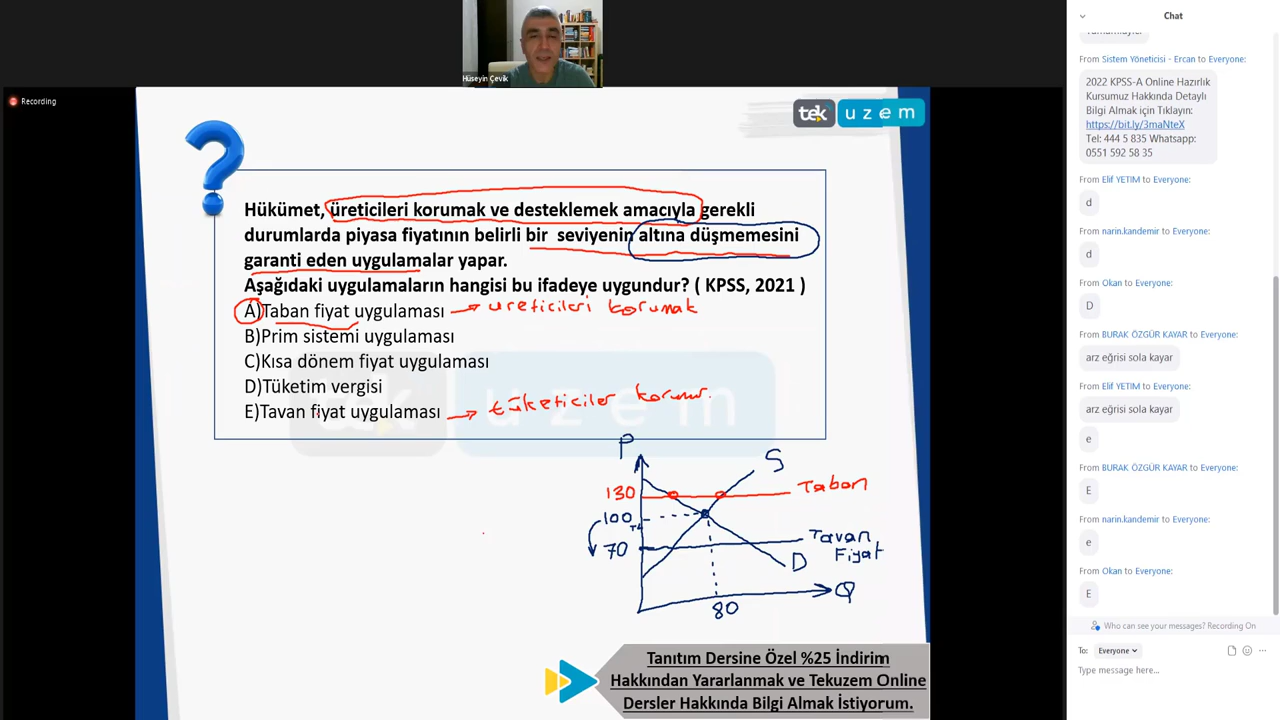 Hüseyin Çevik
Recording
tek uzem
Hükümet, üreticileri korumak ve desteklemek amacıyla gerekli
durumlarda piyasa fiyatının belirli bir seviyenin altına düşmemesini
garanti eden uygulamalar yapar.
Aşağıdaki uygulamaların hangisi bu ifadeye uygundur? ( KPSS, 2021 )
A)Taban fiyat uygulaması → üreticileri korumak
B)Prim sistemi uygulaması
C)Kısa dönem fiyat uygulaması
D)Tüketim vergisi
E)Tavan fiyat uygulaması → tüketiciler korunur.
tek uzem
P
S
130
Taban
100
TL
70
Tavan
Fiyat
D
Q
80
Tanıtım Dersine Özel %25 İndirim
Hakkından Yararlanmak ve Tekuzem Online
Dersler Hakkında Bilgi Almak İstiyorum.
Chat
From Sistem Yöneticisi - Ercan to Everyone:
2022 KPSS-A Online Hazırlık
Kursumuz Hakkında Detaylı
Bilgi Almak için Tıklayın:
https://bit.ly/3maNteX
Tel: 444 5 835 Whatsapp:
0551 592 58 35
From Elif YETIM to Everyone:
d
From narin.kandemir to Everyone:
d
From Okan to Everyone:
D
From BURAK ÖZGÜR KAYAR to Everyone:
arz eğrisi sola kayar
From Elif YETIM to Everyone:
arz eğrisi sola kayar
e
From BURAK ÖZGÜR KAYAR to Everyone:
E
From narin.kandemir to Everyone:
e
From Okan to Everyone:
E
Who can see your messages? Recording On
To: Everyone
Type message here...